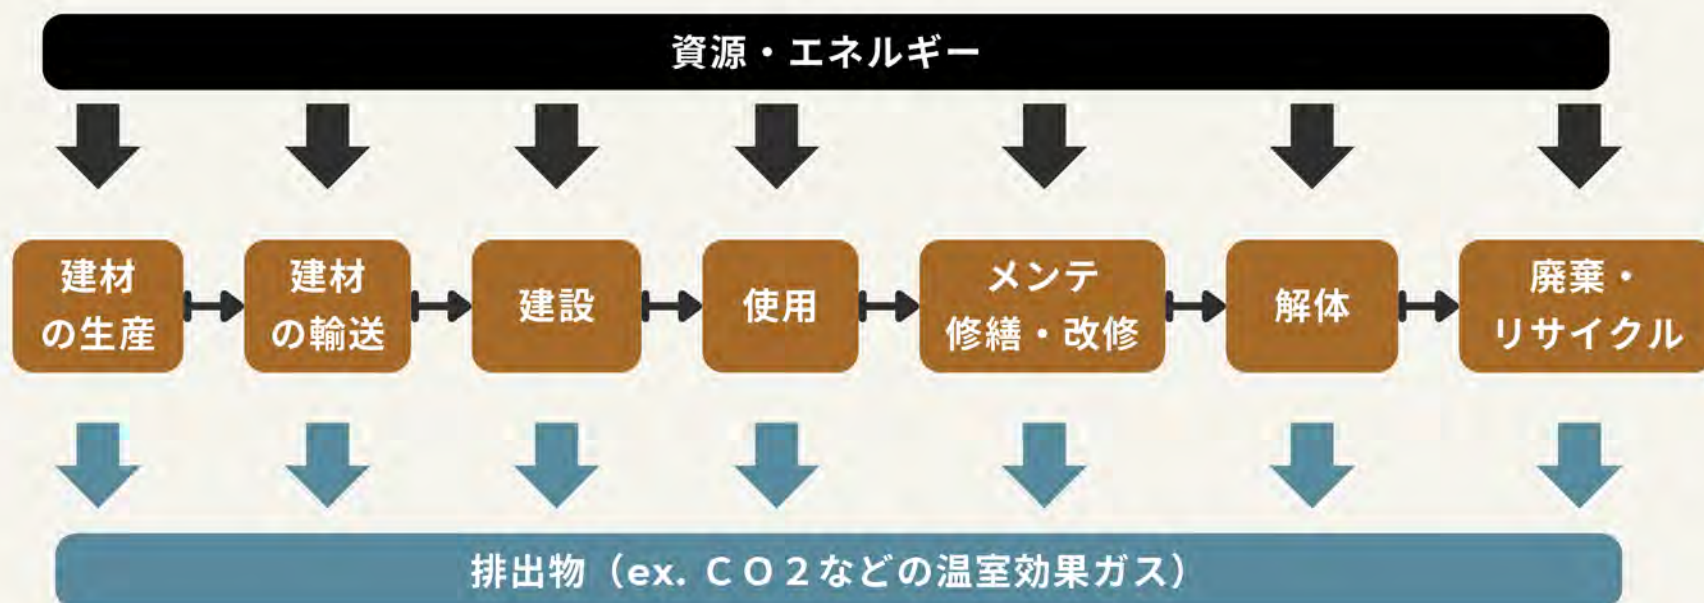 資源・エネルギー
建材
の生産
建材
の輸送
建設
使用
メンテ
修繕・改修
解体
廃棄・
リサイクル
排出物（ex. ＣＯ２などの温室効果ガス）